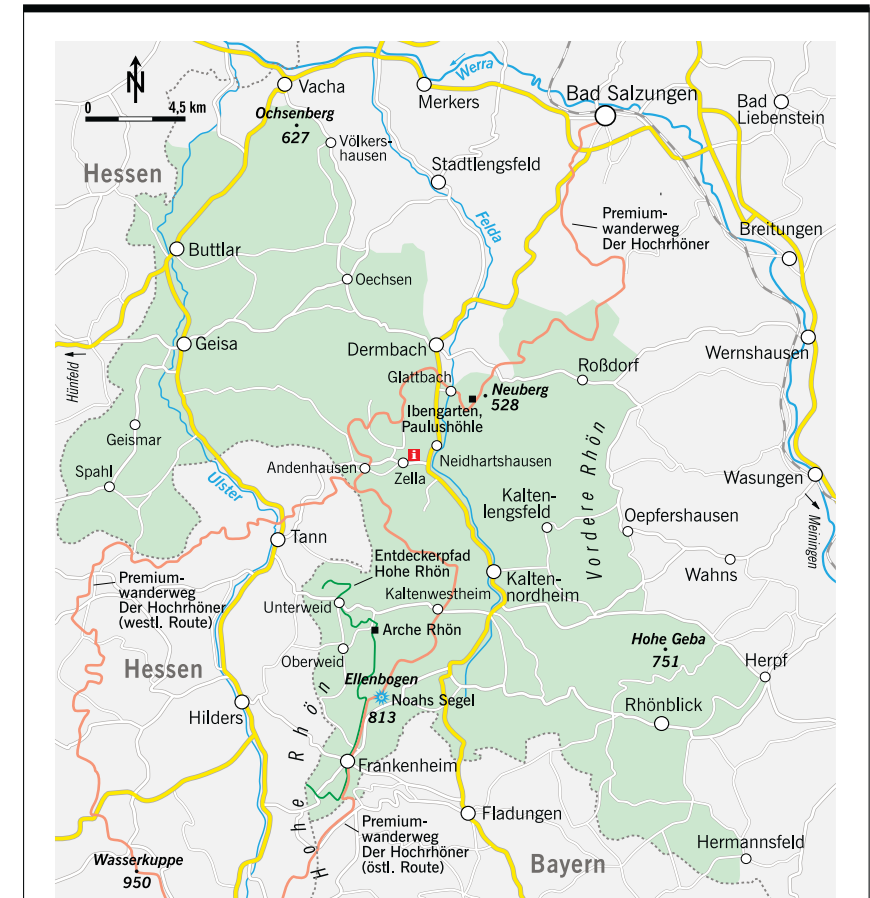 N
0 4,5 km
Vacha
Merkers
Werra
Bad Salzungen
Bad
Liebenstein
Ochsenberg
627
Völkers-
hausen
Stadtlengsfeld
Hessen
Felda
Premium-
wanderweg
Der Hochrhöner
Breitungen
Buttlar
Oechsen
Geisa
Dermbach
Wernshausen
Hünfeld
Glattbach
Roßdorf
Neuberg
528
Ibengarten,
Paulushöhle
Geismar
i
Neidhartshausen
Andenhausen
Zella
Spahl
Ulster
Vordere Rhön
Wasungen
Kalten-
lengsfeld
Oepfershausen
Meiningen
Tann
Entdeckerpfad
Hohe Rhön
Wahns
Premium-
wanderweg
Der Hochrhöner
(westl. Route)
Unterweid
Kaltenwestheim
Kalten-
nordheim
Arche Rhön
Oberweid
Hohe Geba
751
Herpf
Hessen
Ellenbogen
813
Noahs Segel
Rhönblick
Hilders
Hohe Rhön
Frankenheim
Fladungen
Premium-
wanderweg
Der Hochrhöner
(östl. Route)
Hermannsfeld
Bayern
Wasserkuppe
950